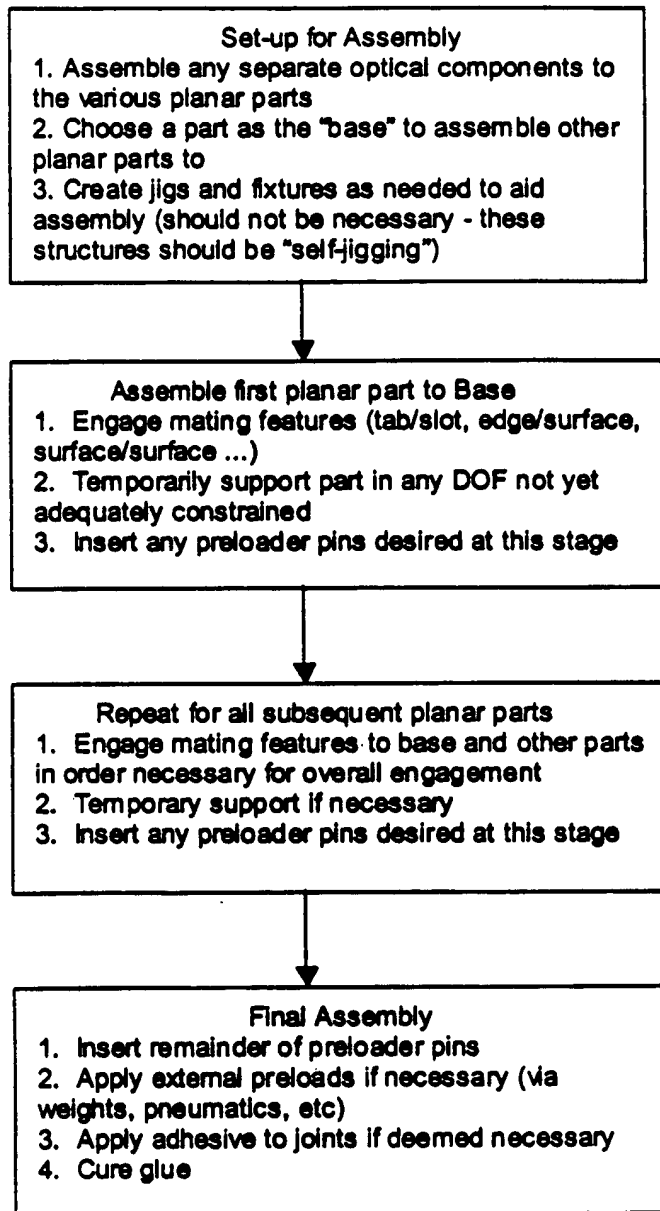 Set-up for Assembly
1. Assemble any separate optical components to
the various planar parts
2. Choose a part as the "base" to assemble other
planar parts to
3. Create jigs and fixtures as needed to aid
assembly (should not be necessary - these
structures should be "self-jigging")
Assemble first planar part to Base
1. Engage mating features (tab/slot, edge/surface,
surface/surface ...)
2. Temporarily support part in any DOF not yet
adequately constrained
3. Insert any preloader pins desired at this stage
Repeat for all subsequent planar parts
1. Engage mating features to base and other parts
in order necessary for overall engagement
2. Temporary support if necessary
3. Insert any preloader pins desired at this stage
Final Assembly
1. Insert remainder of preloader pins
2. Apply external preloads if necessary (via
weights, pneumatics, etc)
3. Apply adhesive to joints if deemed necessary
4. Cure glue